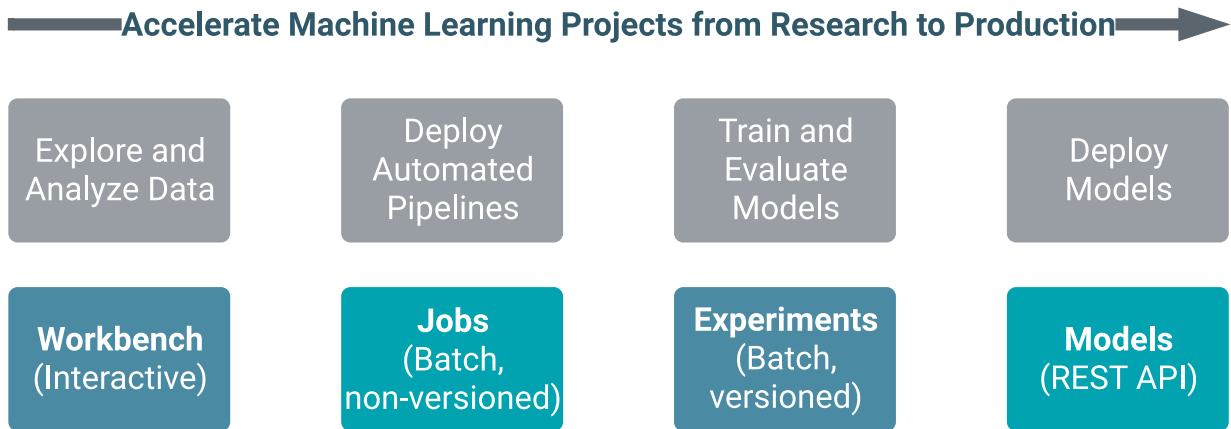 Accelerate Machine Learning Projects from Research to Production
Explore and
Analyze Data
Deploy
Automated
Pipelines
Train and
Evaluate
Models
Deploy
Models
Workbench
(Interactive)
Jobs
(Batch,
non-versioned)
Experiments
(Batch,
versioned)
Models
(REST API)